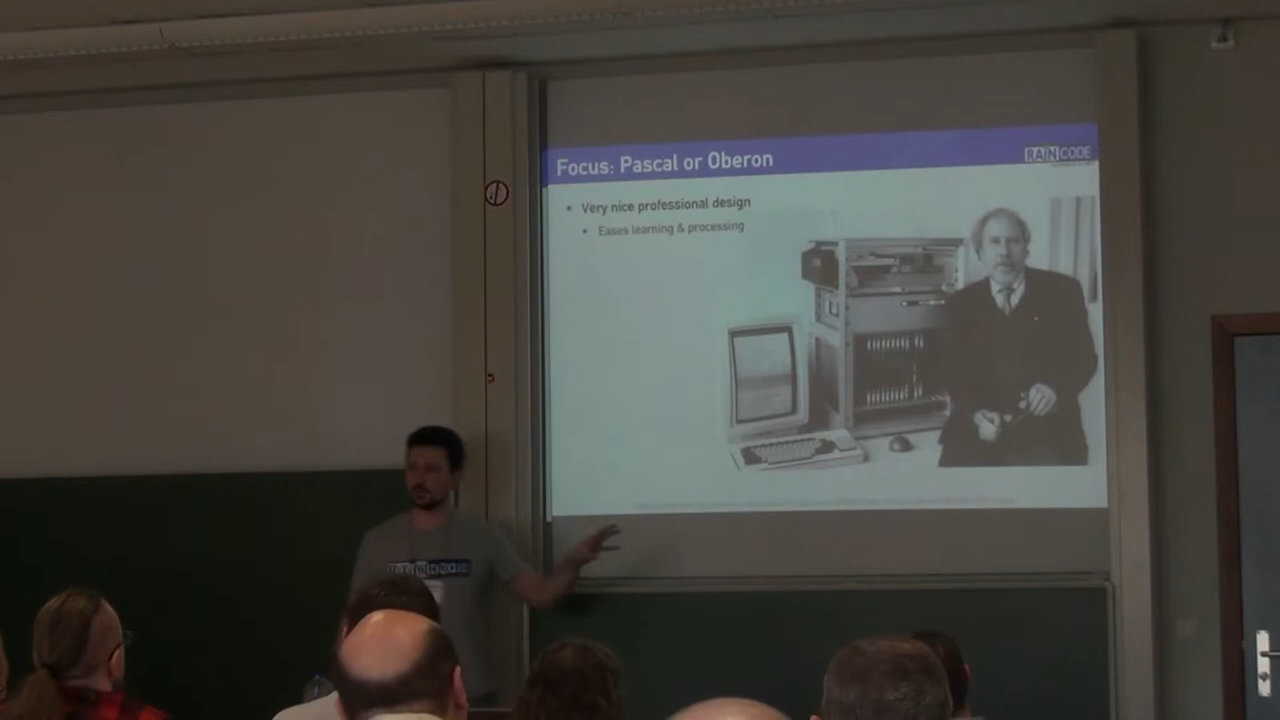 Focus: Pascal or Oberon
RAINCODE
Very nice professional design
Eases learning & processing